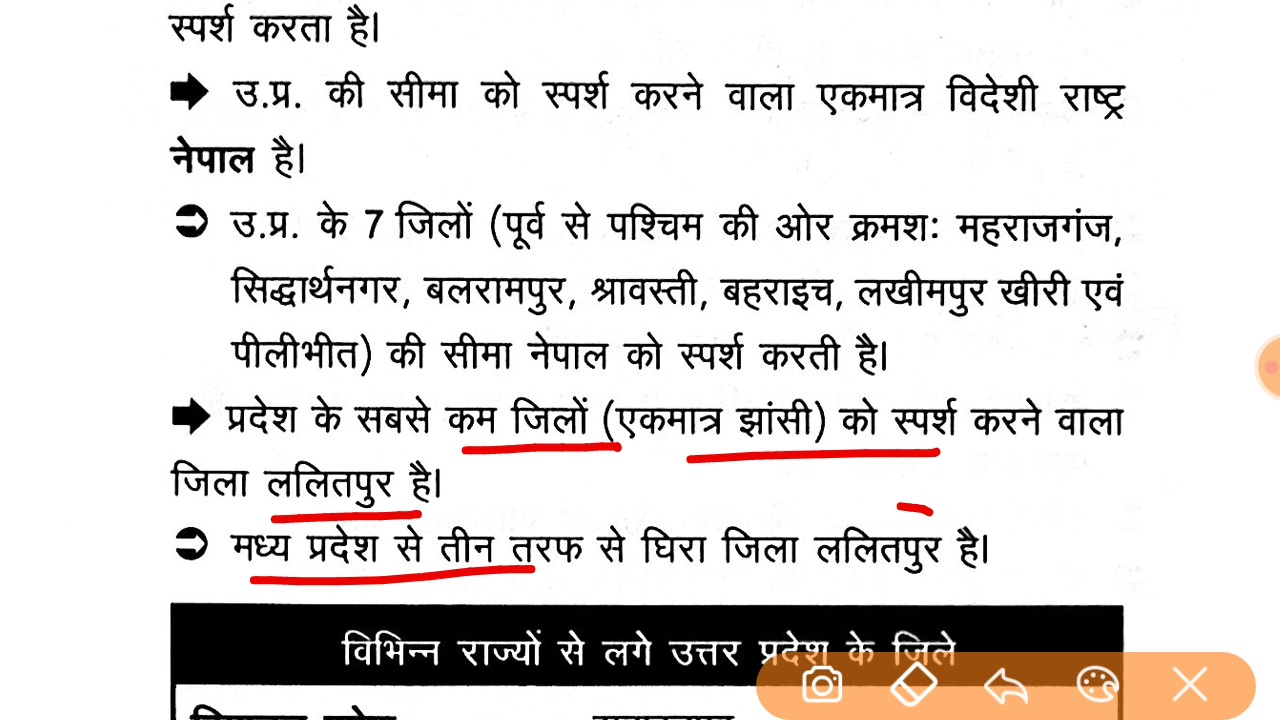 स्पर्श करता है।
➡ उ.प्र. की सीमा को स्पर्श करने वाला एकमात्र विदेशी राष्ट्र
नेपाल है।
➲ उ.प्र. के 7 जिलों (पूर्व से पश्चिम की ओर क्रमशः महराजगंज,
सिद्धार्थनगर, बलरामपुर, श्रावस्ती, बहराइच, लखीमपुर खीरी एवं
पीलीभीत) की सीमा नेपाल को स्पर्श करती है।
➡ प्रदेश के सबसे कम जिलों (एकमात्र झांसी) को स्पर्श करने वाला
जिला ललितपुर है।
➲ मध्य प्रदेश से तीन तरफ से घिरा जिला ललितपुर है।
विभिन्न राज्यों से लगे उत्तर प्रदेश के जिले